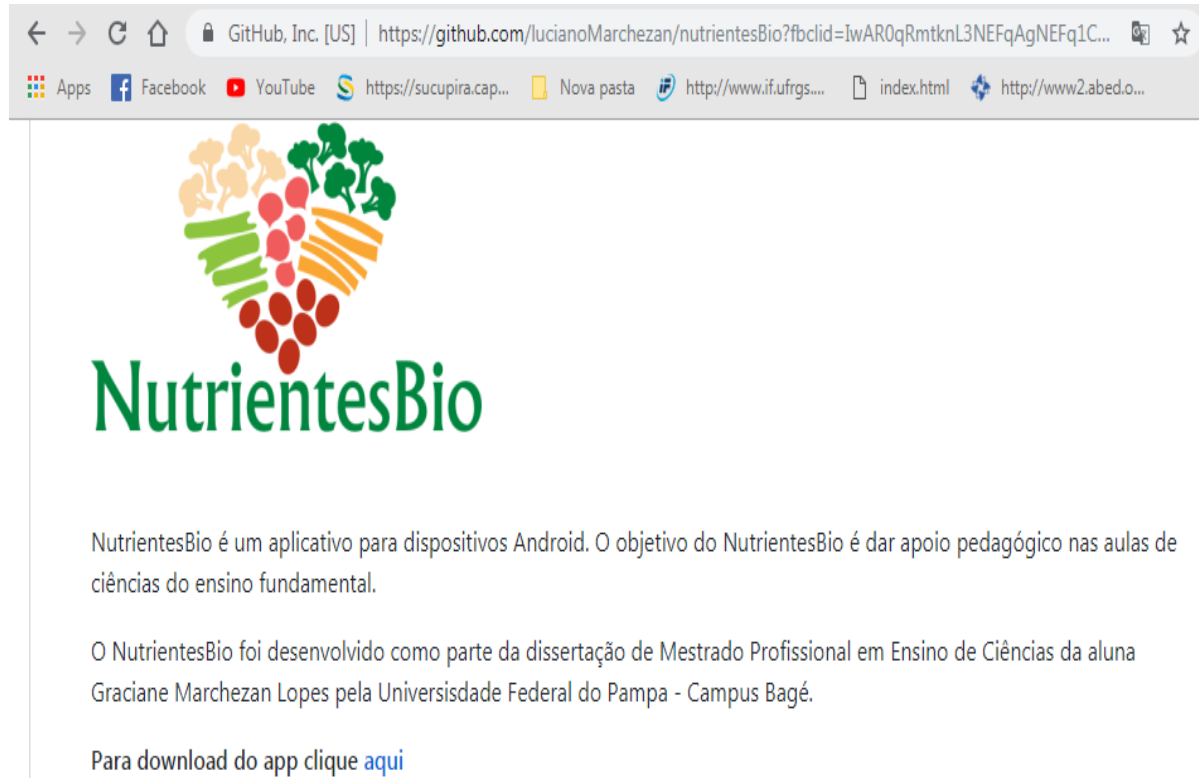 GitHub, Inc. [US] | https://github.com/lucianoMarchezan/nutrientesBio?fbclid=IwAR0qRmtknL3NEFqAgNEFq1C...
Apps Facebook YouTube https://sucupira.cap... Nova pasta http://www.if.ufrgs.... index.html http://www2.abed.o...
NutrientesBio
NutrientesBio é um aplicativo para dispositivos Android. O objetivo do NutrientesBio é dar apoio pedagógico nas aulas de
ciências do ensino fundamental.
O NutrientesBio foi desenvolvido como parte da dissertação de Mestrado Profissional em Ensino de Ciências da aluna
Graciane Marchezan Lopes pela Universisdade Federal do Pampa - Campus Bagé.
Para download do app clique aqui